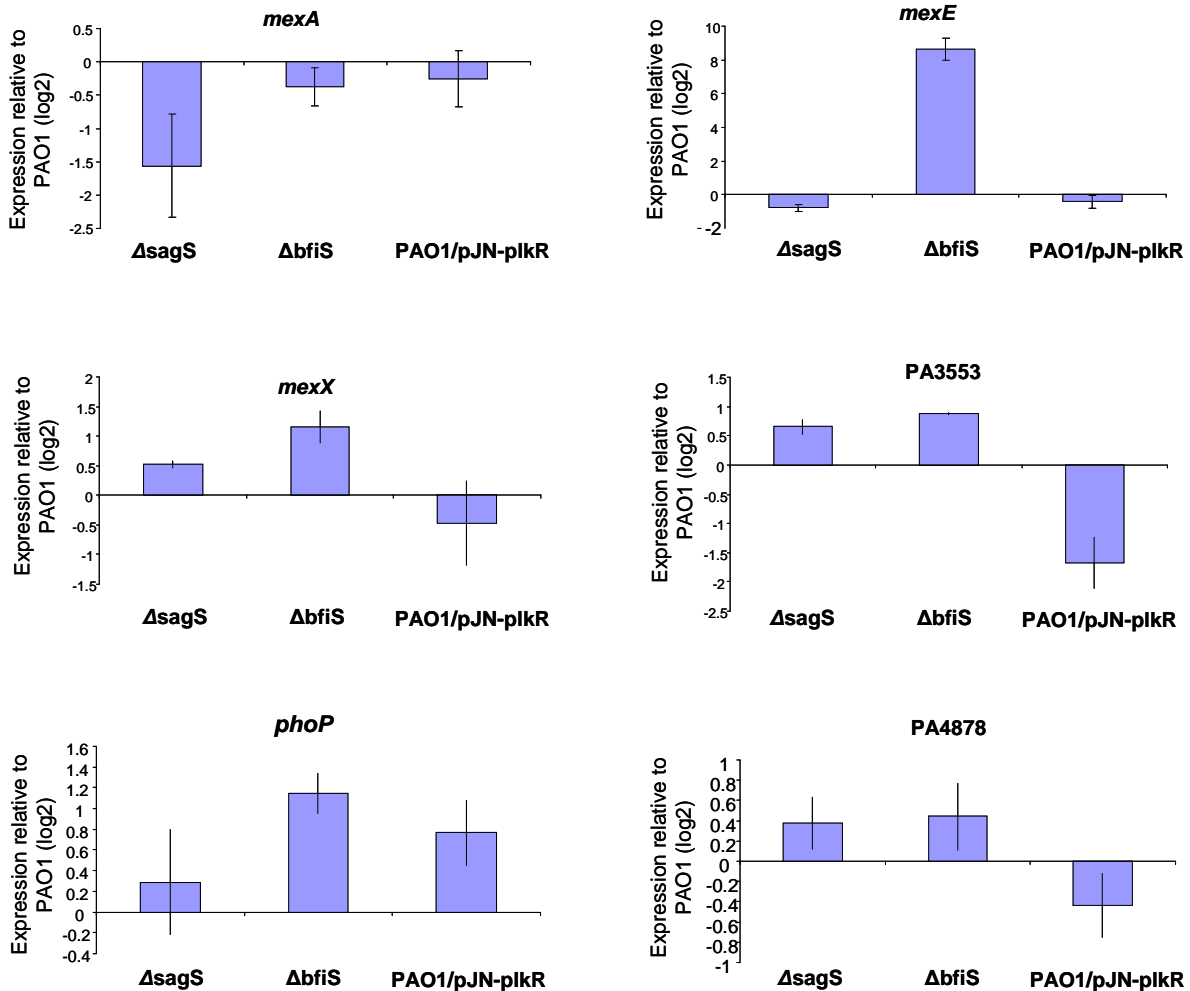 mexA
Expression relative to
PAO1 (log2)
0.5
0
-0.5
-1
-1.5
-2
-2.5
ΔsagS ΔbfiS PAO1/pJN-plkR
mexE
Expression relative to
PAO1 (log2)
10
8
6
4
2
0
-2
ΔsagS ΔbfiS PAO1/pJN-plkR
mexX
Expression relative to
PAO1 (log2)
2
1.5
1
0.5
0
-0.5
-1
-1.5
ΔsagS ΔbfiS PAO1/pJN-plkR
PA3553
Expression relative to
PAO1 (log2)
1.5
1
0.5
0
-0.5
-1
-1.5
-2
-2.5
ΔsagS ΔbfiS PAO1/pJN-plkR
phoP
Expression relative to
PAO1 (log2)
1.6
1.4
1.2
1
0.8
0.6
0.4
0.2
0
-0.2
-0.4
ΔsagS ΔbfiS PAO1/pJN-plkR
PA4878
Expression relative to
PAO1 (log2)
1
0.8
0.6
0.4
0.2
0
-0.2
-0.4
-0.6
-0.8
-1
ΔsagS ΔbfiS PAO1/pJN-plkR